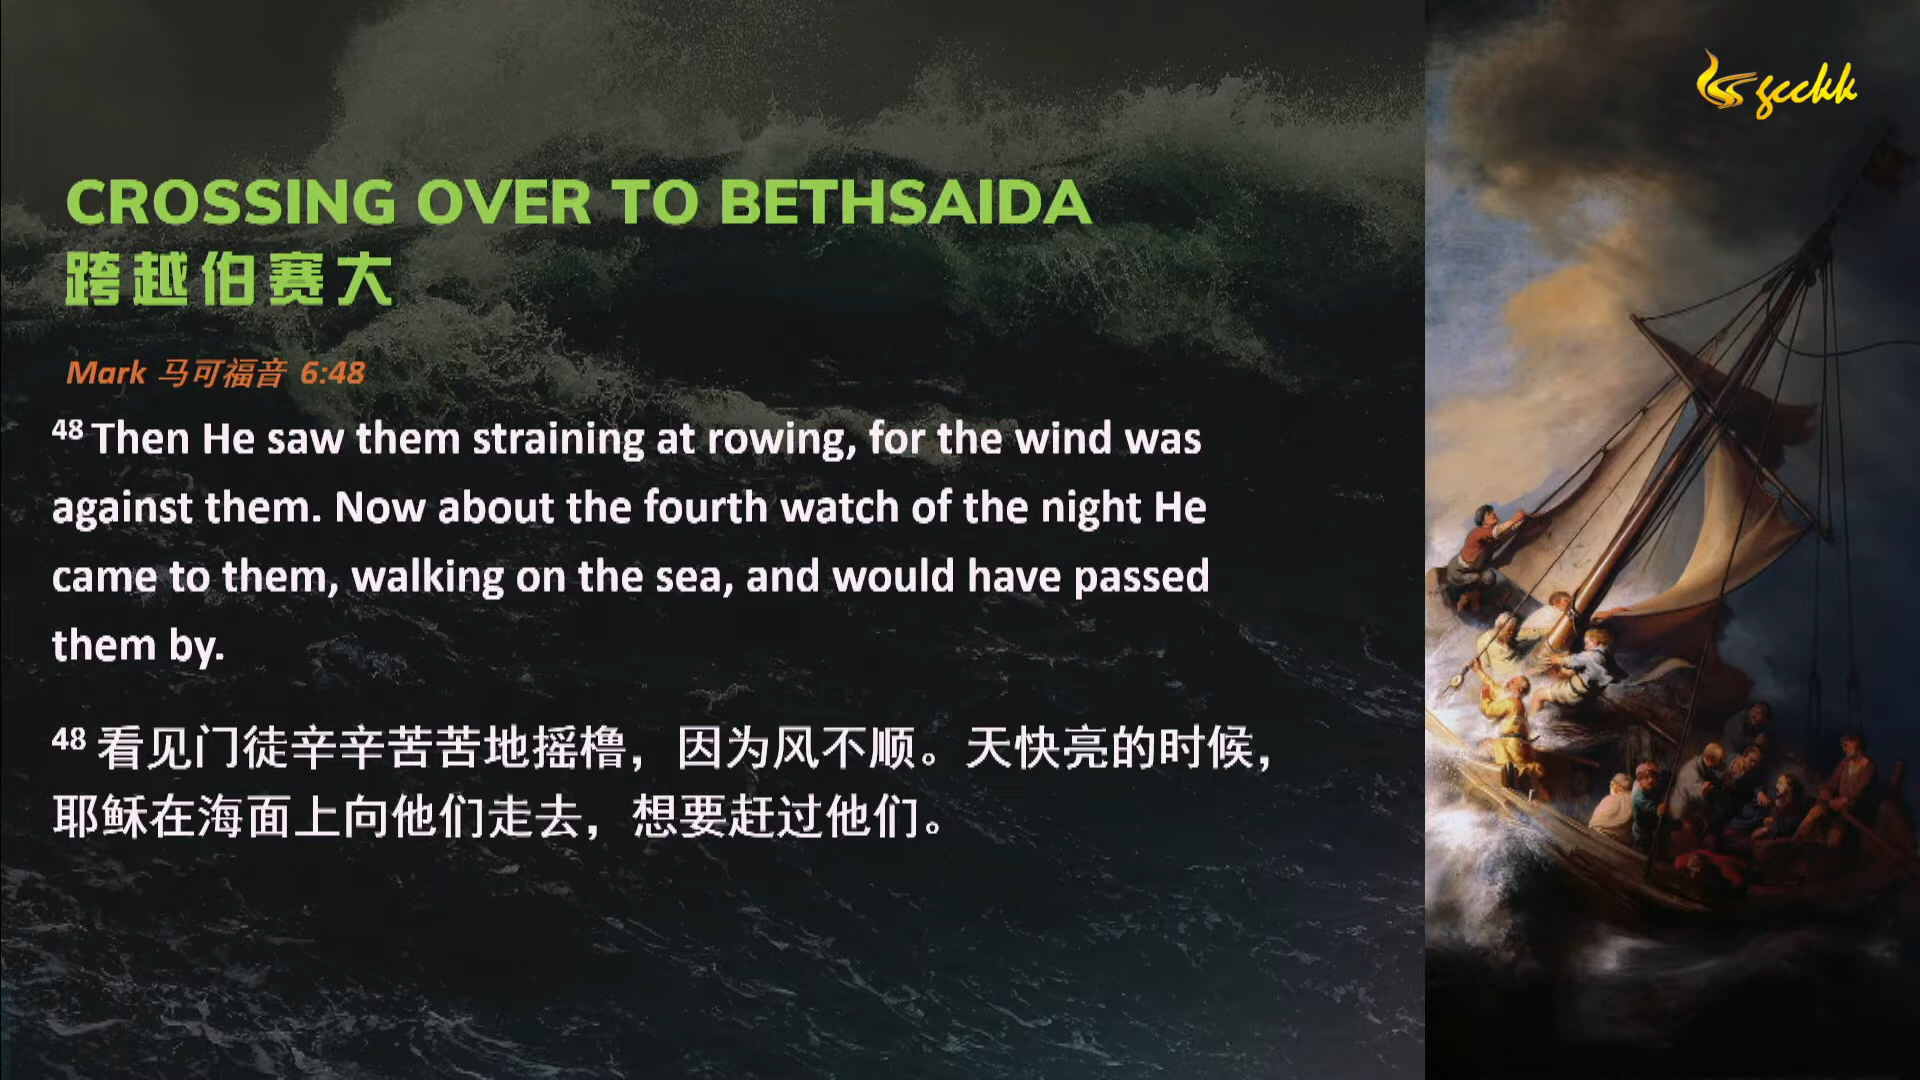 gcckk
CROSSING OVER TO BETHSAIDA
跨越伯赛大
Mark 马可福音 6:48
48 Then He saw them straining at rowing, for the wind was
against them. Now about the fourth watch of the night He
came to them, walking on the sea, and would have passed
them by.
48 看见门徒辛辛苦苦地摇橹，因为风不顺。天快亮的时候，
耶稣在海面上向他们走去，想要赶过他们。